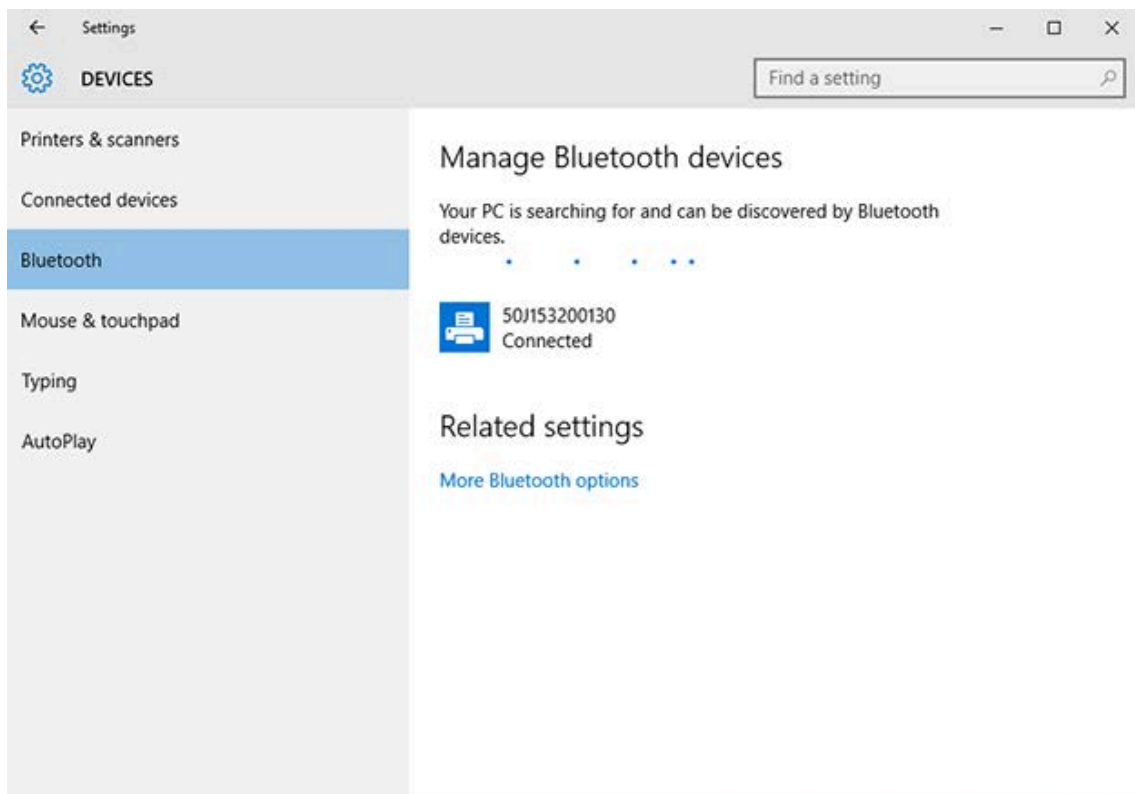 Settings
DEVICES
Find a setting
Printers & scanners
Connected devices
Bluetooth
Mouse & touchpad
Typing
AutoPlay
Manage Bluetooth devices
Your PC is searching for and can be discovered by Bluetooth
devices.
50J153200130
Connected
Related settings
More Bluetooth options